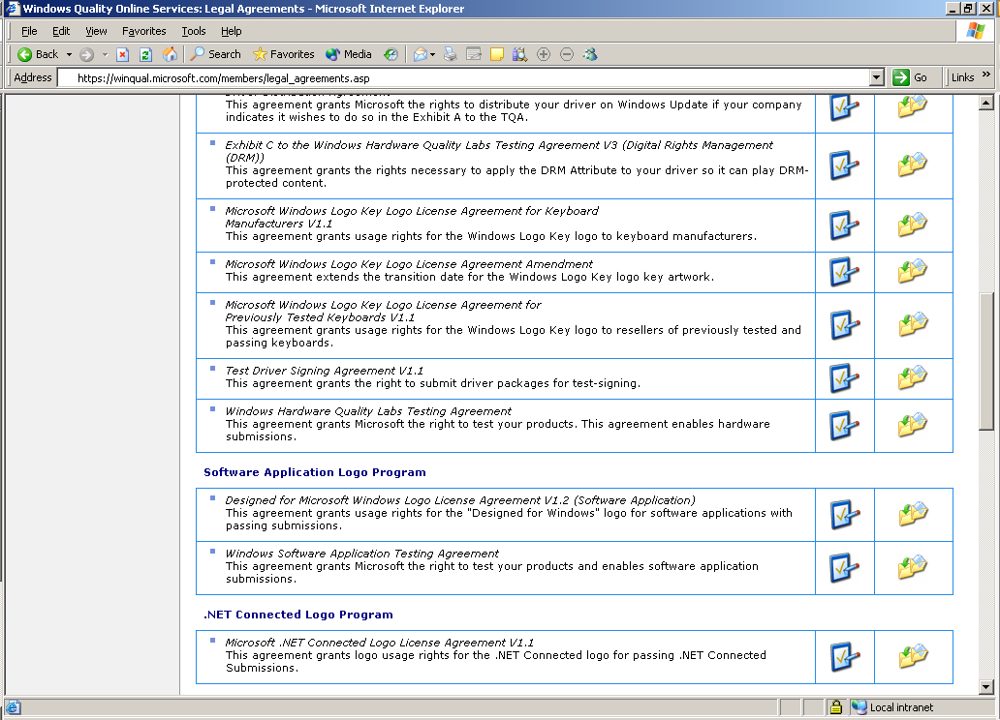 Windows Quality Online Services: Legal Agreements - Microsoft Internet Explorer
File Edit View Favorites Tools Help
Back Search Favorites Media
Address https://winqual.microsoft.com/members/legal_agreements.asp Go Links »
This agreement grants Microsoft the rights to distribute your driver on Windows Update if your company
indicates it wishes to do so in the Exhibit A to the TQA.
Exhibit C to the Windows Hardware Quality Labs Testing Agreement V3 (Digital Rights Management
(DRM))
This agreement grants the rights necessary to apply the DRM Attribute to your driver so it can play DRM-
protected content.
Microsoft Windows Logo Key Logo License Agreement for Keyboard
Manufacturers V1.1
This agreement grants usage rights for the Windows Logo Key logo to keyboard manufacturers.
Microsoft Windows Logo Key Logo License Agreement Amendment
This agreement extends the transition date for the Windows Logo Key logo key artwork.
Microsoft Windows Logo Key Logo License Agreement for
Previously Tested Keyboards V1.1
This agreement grants usage rights for the Windows Logo Key logo to resellers of previously tested and
passing keyboards.
Test Driver Signing Agreement V1.1
This agreement grants the right to submit driver packages for test-signing.
Windows Hardware Quality Labs Testing Agreement
This agreement grants Microsoft the right to test your products. This agreement enables hardware
submissions.
Software Application Logo Program
Designed for Microsoft Windows Logo License Agreement V1.2 (Software Application)
This agreement grants usage rights for the "Designed for Windows" logo for software applications with
passing submissions.
Windows Software Application Testing Agreement
This agreement grants Microsoft the right to test your products and enables software application
submissions.
.NET Connected Logo Program
Microsoft .NET Connected Logo License Agreement V1.1
This agreement grants logo usage rights for the .NET Connected logo for passing .NET Connected
Submissions.
Local intranet